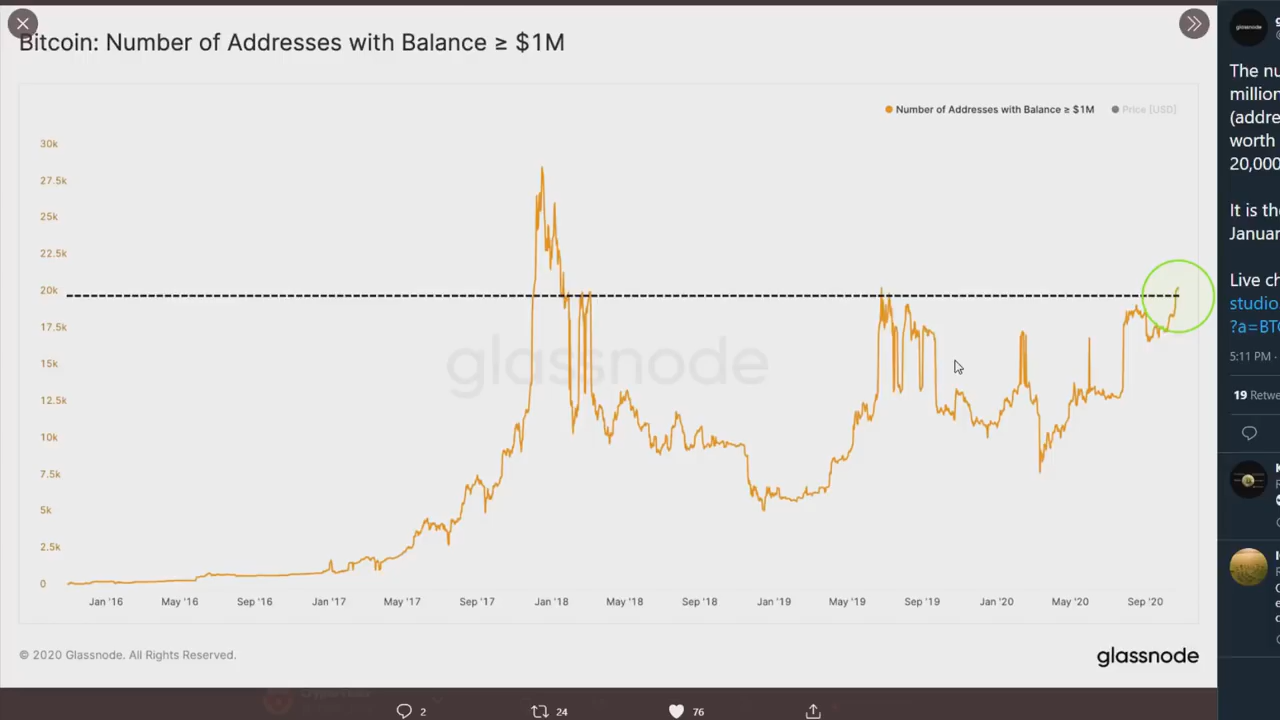 Bitcoin: Number of Addresses with Balance ≥ $1M
Number of Addresses with Balance ≥ $1M
Price [USD]
30k
27.5k
25k
22.5k
20k
17.5k
15k
12.5k
10k
7.5k
5k
2.5k
0
glassnode
Jan '16 May '16 Sep '16 Jan '17 May '17 Sep '17 Jan '18 May '18 Sep '18 Jan '19 May '19 Sep '19 Jan '20 May '20 Sep '20
© 2020 Glassnode. All Rights Reserved.
glassnode
2 24 76
glassnode
The nu
million
(addre
worth
20,000
It is the
Januar
Live ch
studio
?a=BT
5:11 PM ·
19 Retwe